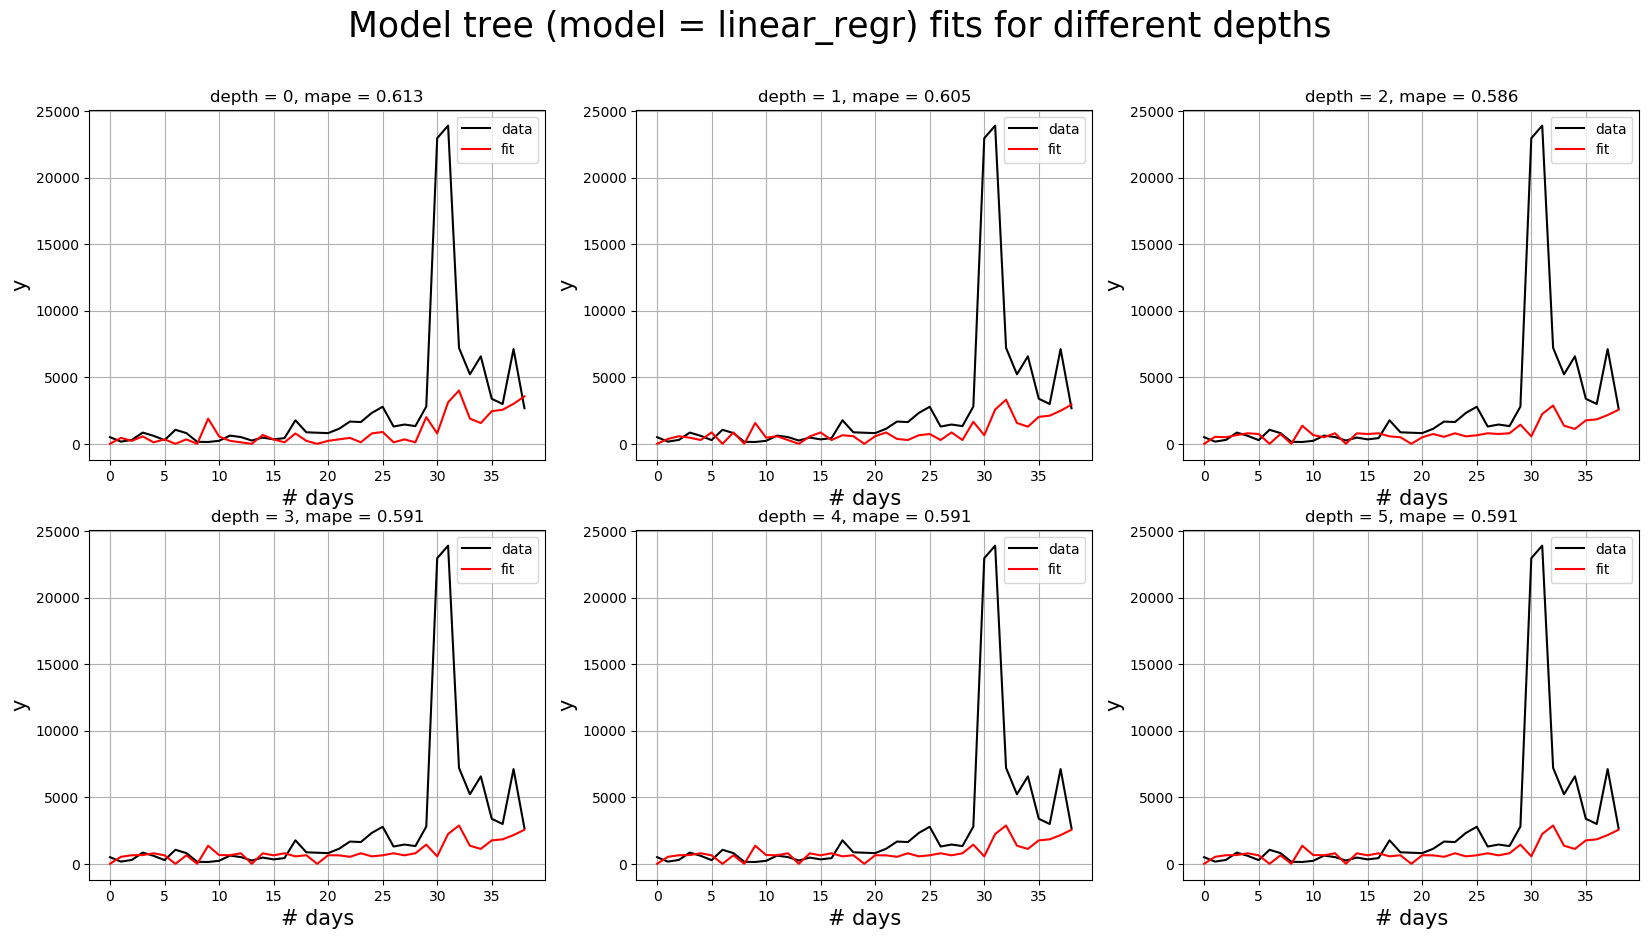 Model tree (model = linear_regr) fits for different depths
depth = 0, mape = 0.613
25000
20000
15000
10000
5000
0
y
data
fit
0 5 10 15 20 25 30 35
# days
depth = 1, mape = 0.605
25000
20000
15000
10000
5000
0
y
data
fit
0 5 10 15 20 25 30 35
# days
depth = 2, mape = 0.586
25000
20000
15000
10000
5000
0
y
data
fit
0 5 10 15 20 25 30 35
# days
depth = 3, mape = 0.591
25000
20000
15000
10000
5000
0
y
data
fit
0 5 10 15 20 25 30 35
# days
depth = 4, mape = 0.591
25000
20000
15000
10000
5000
0
y
data
fit
0 5 10 15 20 25 30 35
# days
depth = 5, mape = 0.591
25000
20000
15000
10000
5000
0
y
data
fit
0 5 10 15 20 25 30 35
# days